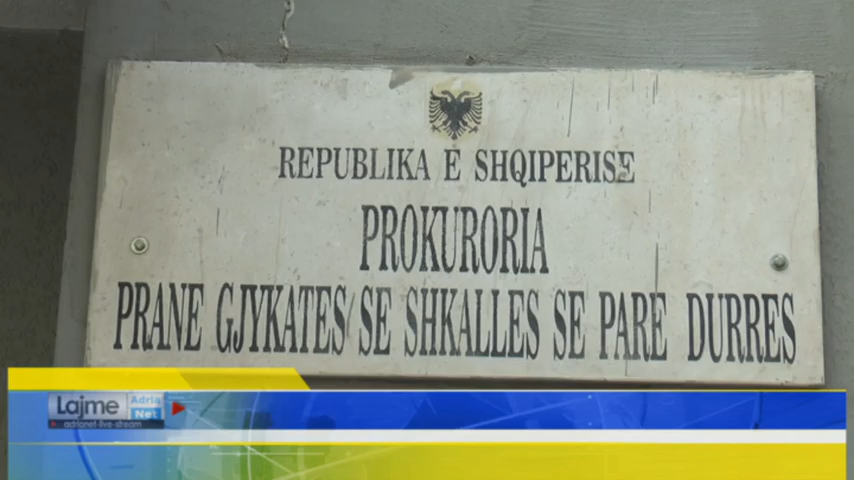 REPUBLIKA E SHQIPERISE
PROKURORIA
PRANE GJYKATES SE SHKALLES SE PARE DURRES
Lajme Adria Net
adrianet-live-stream